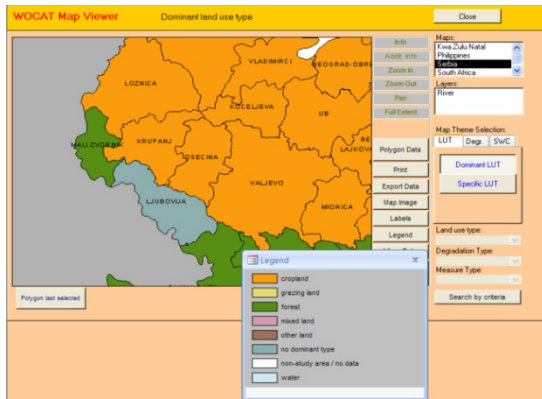 WOCAT Map Viewer
Dominant land use type
Close
Info
Addit. Info
Zoom In
Zoom Out
Pan
Full Extent
Polygon Data
Print
Export Data
Map Image
Labels
Legend
Maps:
Kwa Zulu Natal
Philippines
Serbia
South Africa
Layers:
River
Map Theme Selection:
LUT Degr. SWC
Dominant LUT
Specific LUT
Land use type:
Degradation Type:
Measure Type:
Search by criteria
VLADIMIRCI
BEOGRAD-OBRE
LOZNICA
KOCELJEVA
UB
MALI ZVORNIK
KRUPANJ
OSECINA
BE
LAJKOV
VALJEVO
LJUBOVIJA
MIONICA
Polygon last selected
Legend
cropland
grazing land
forest
mixed land
other land
no dominant type
non-study area / no data
water